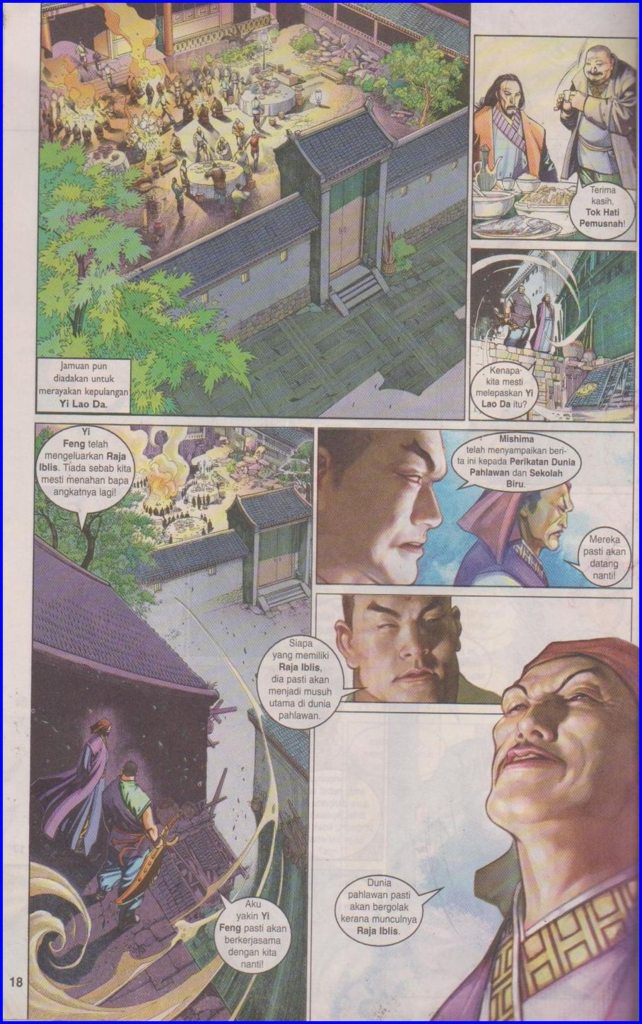 Jamuan pun
diadakan untuk
merayakan kepulangan
Yi Lao Da.
Terima
kasih,
Tok Hati
Pemusnah!
Kenapa
kita mesti
melepaskan Yi
Lao Da itu?
Yi
Feng telah
mengeluarkan Raja
Iblis. Tiada sebab kita
mesti menahan bapa
angkatnya lagi!
Aku
yakin Yi
Feng pasti akan
berkerjasama
dengan kita
nanti!
Mishima
telah menyampaikan beri-
ta ini kepada Perikatan Dunia
Pahlawan dan Sekolah
Biru.
Mereka
pasti akan
datang
nanti!
Siapa
yang memiliki
Raja Iblis,
dia pasti akan
menjadi musuh
utama di dunia
pahlawan.
Dunia
pahlawan pasti
akan bergolak
kerana munculnya
Raja Iblis.
18